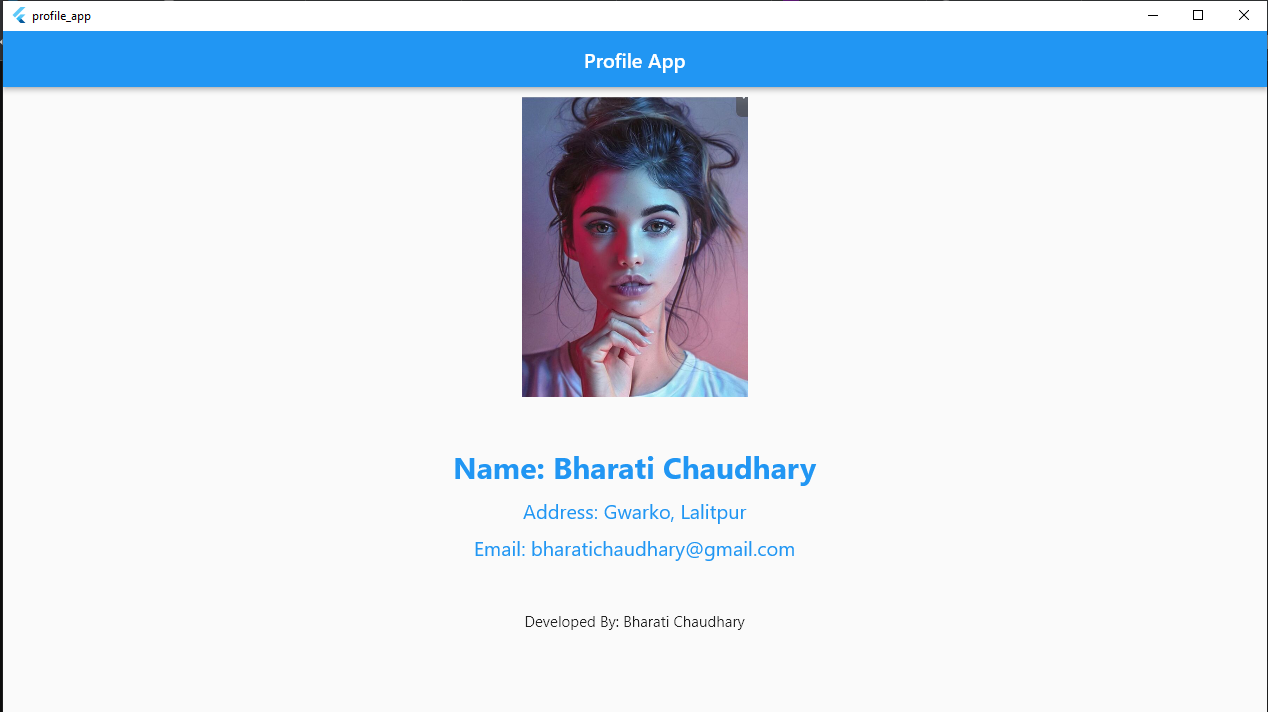 profile_app
Profile App
Name: Bharati Chaudhary
Address: Gwarko, Lalitpur
Email: bharatichaudhary@gmail.com
Developed By: Bharati Chaudhary